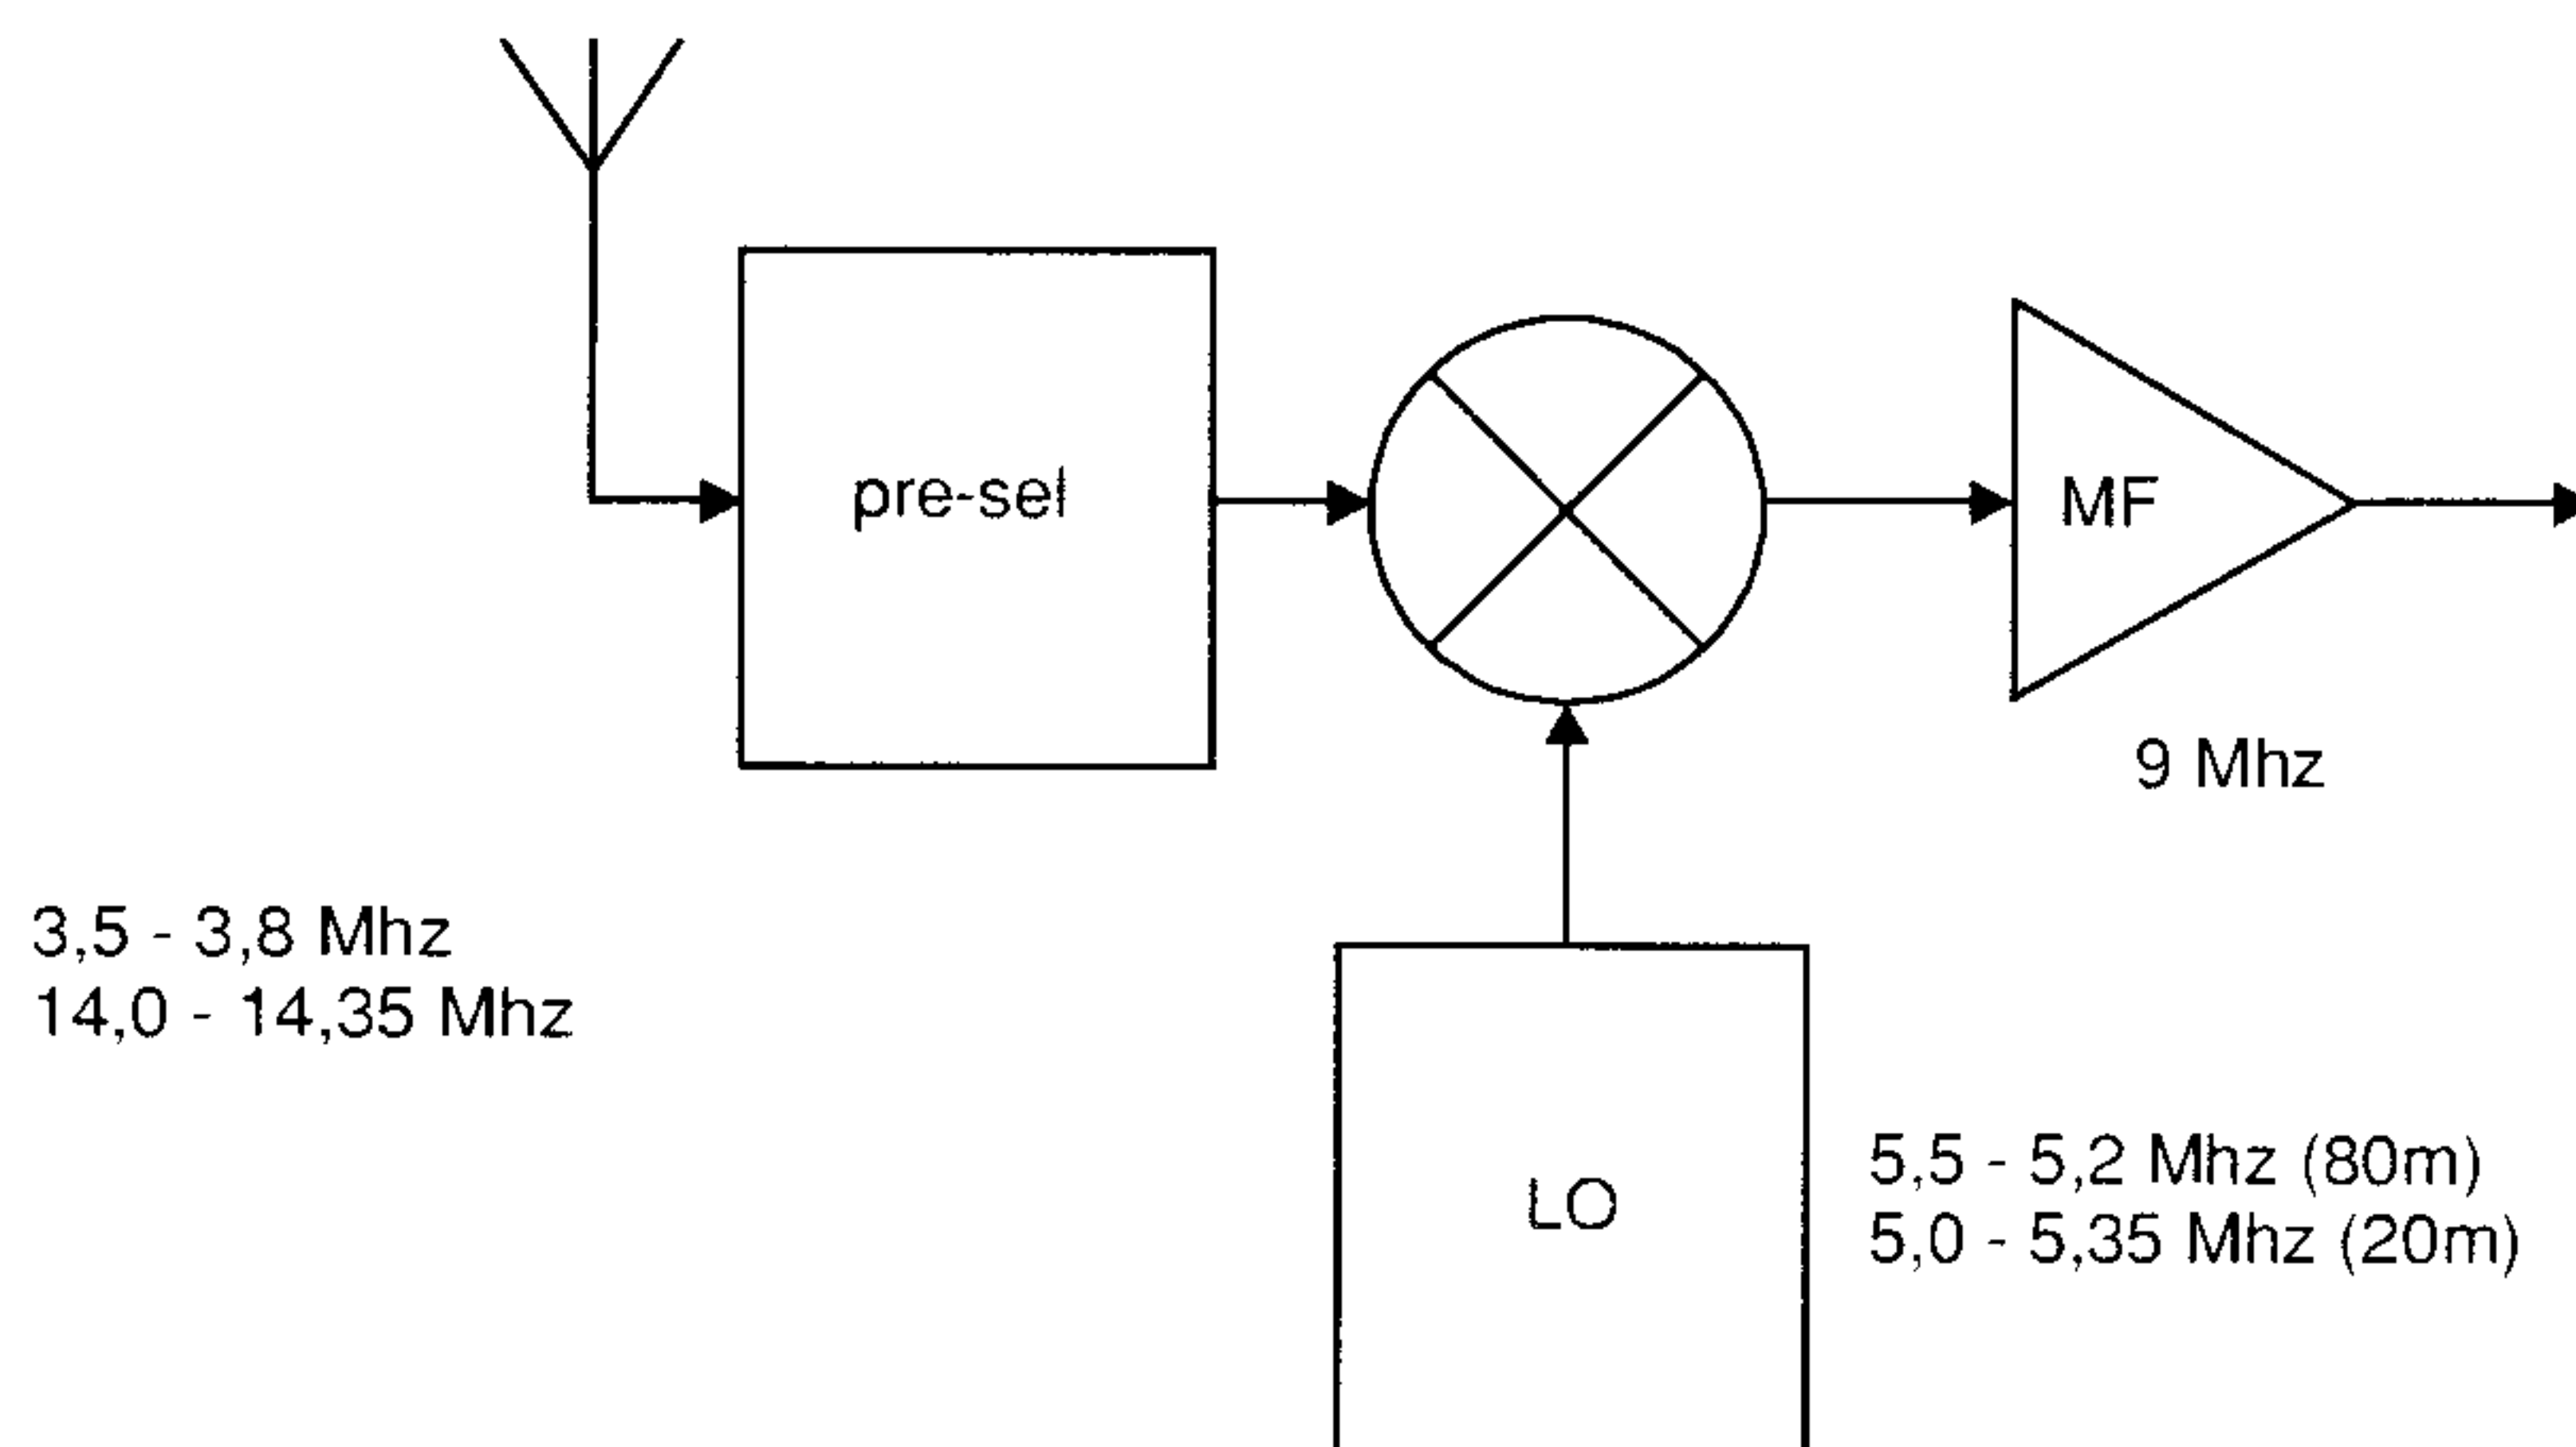 pre-sel
MF
9 Mhz
3,5 - 3,8 Mhz
14,0 - 14,35 Mhz
LO
5,5 - 5,2 Mhz (80m)
5,0 - 5,35 Mhz (20m)